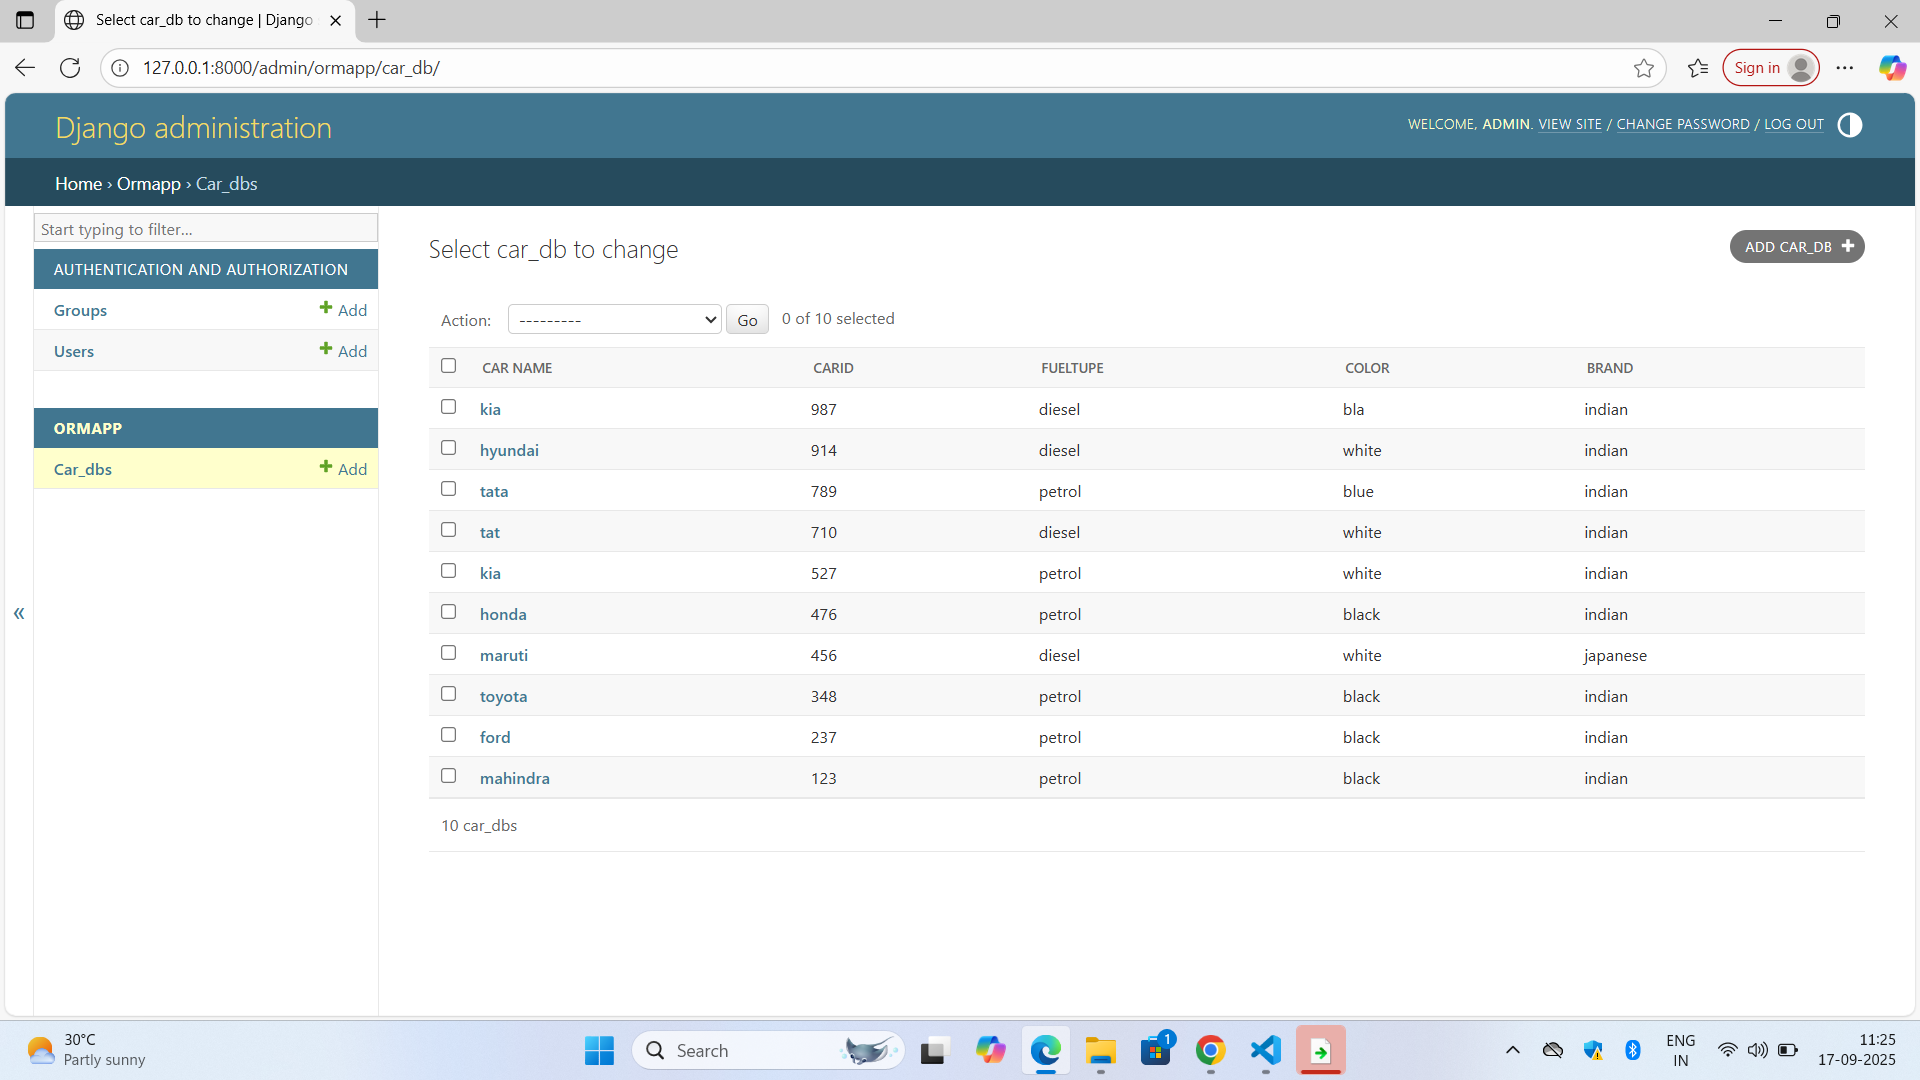 Select car_db to change | Django
127.0.0.1:8000/admin/ormapp/car_db/
Sign in
Django administration
WELCOME, ADMIN. VIEW SITE / CHANGE PASSWORD / LOG OUT
Home › Ormapp › Car_dbs
Start typing to filter...
AUTHENTICATION AND AUTHORIZATION
Groups + Add
Users + Add
ORMAPP
Car_dbs + Add
«
Select car_db to change
ADD CAR_DB +
Action: --------- Go 0 of 10 selected
CAR NAME CARID FUELTUPE COLOR BRAND
kia 987 diesel bla indian
hyundai 914 diesel white indian
tata 789 petrol blue indian
tat 710 diesel white indian
kia 527 petrol white indian
honda 476 petrol black indian
maruti 456 diesel white japanese
toyota 348 petrol black indian
ford 237 petrol black indian
mahindra 123 petrol black indian
10 car_dbs
30°C
Partly sunny
Search
1
ENG
IN
11:25
17-09-2025